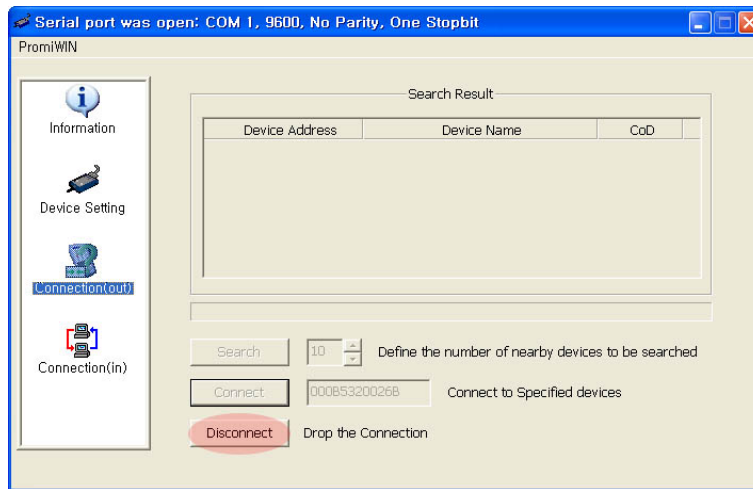 Serial port was open: COM 1, 9600, No Parity, One Stopbit
PromiWIN
Information
Device Setting
Connection(out)
Connection(in)
Search Result
Device Address Device Name CoD
Search 10 Define the number of nearby devices to be searched
Connect 000B5320026B Connect to Specified devices
Disconnect Drop the Connection